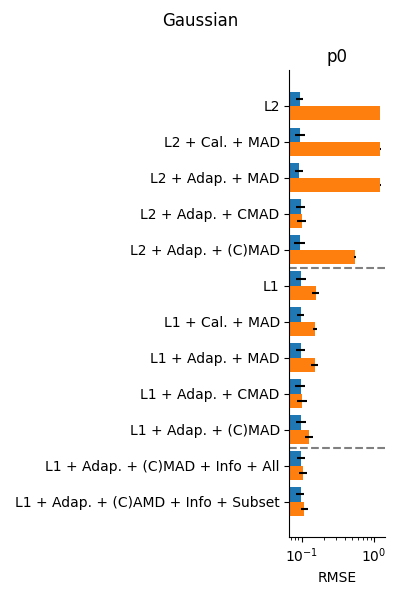 Gaussian
p0
L2
L2 + Cal. + MAD
L2 + Adap. + MAD
L2 + Adap. + CMAD
L2 + Adap. + (C)MAD
L1
L1 + Cal. + MAD
L1 + Adap. + MAD
L1 + Adap. + CMAD
L1 + Adap. + (C)MAD
L1 + Adap. + (C)MAD + Info + All
L1 + Adap. + (C)AMD + Info + Subset
10⁻¹ 10⁰
RMSE